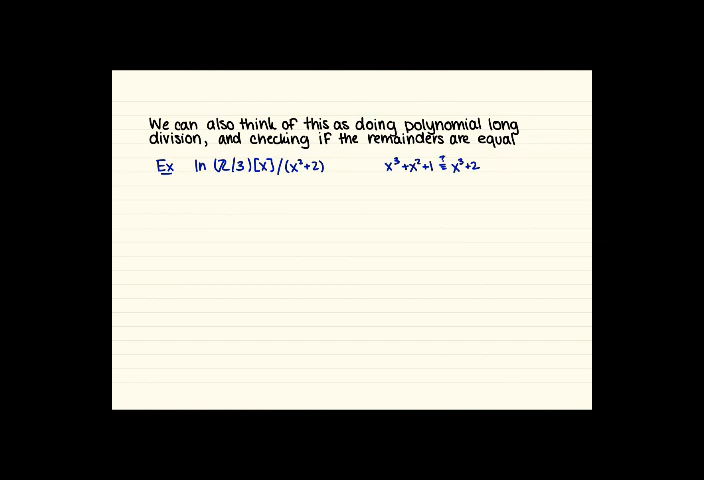 We can also think of this as doing polynomial long
division, and checking if the remainders are equal
Ex In (ℤ/3)[x]/(x²+2) x³+x²+1 ≟ x³+2